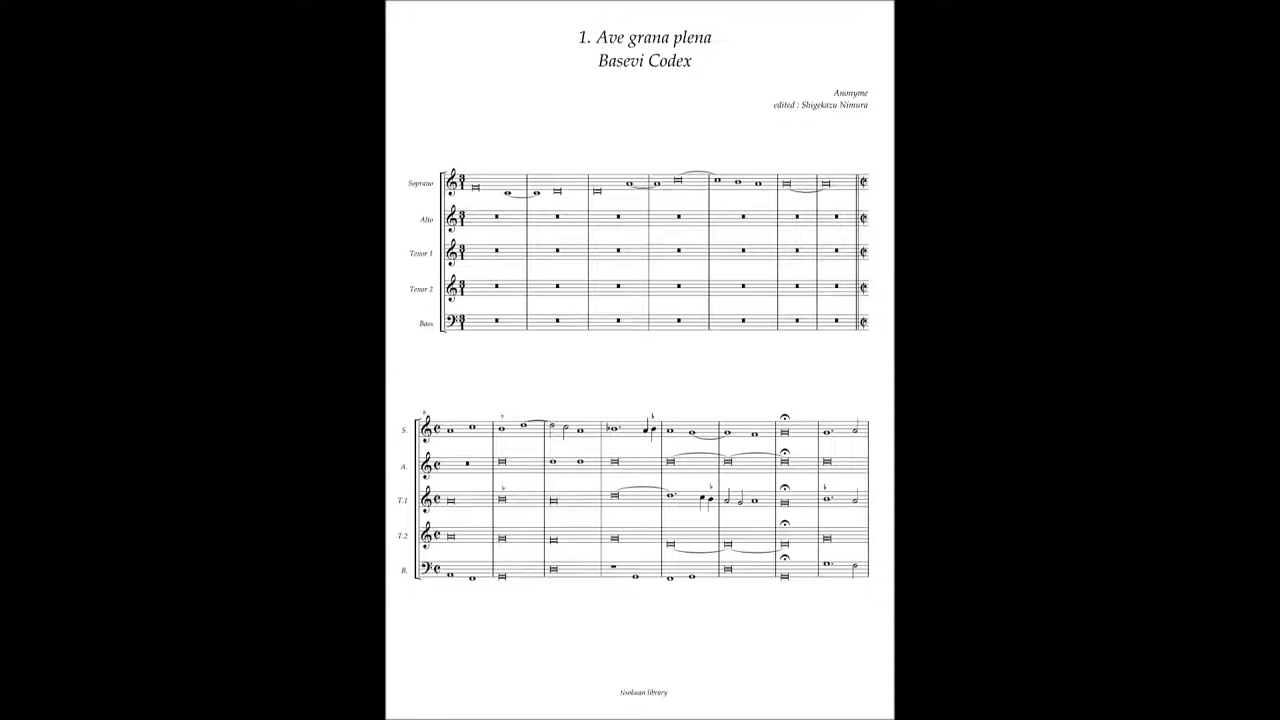 1. Ave grana plena
Basevi Codex
Anonyme
edited : Shigekazu Nimura
Soprano
Alto
Tenor 1
Tenor 2
Bass
8
S.
A.
T.1
T.2
B.
tisokuan library